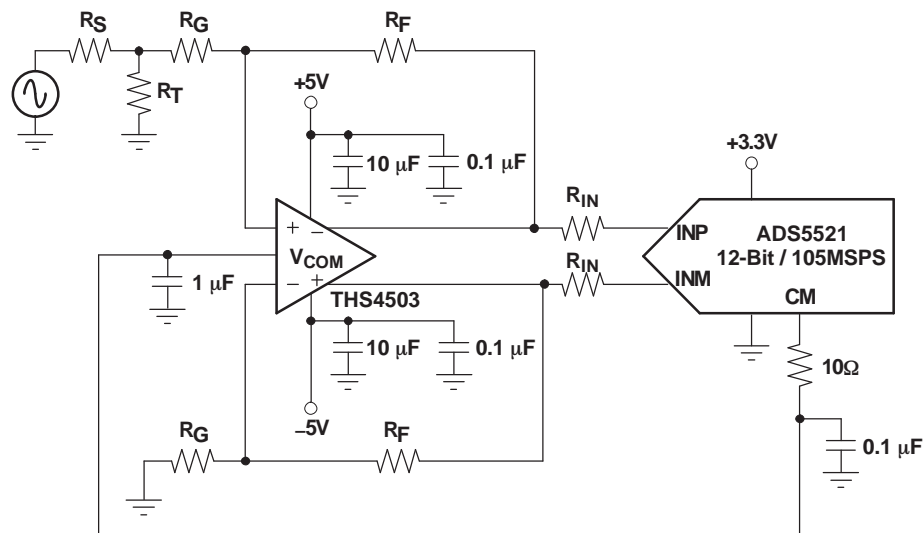 RS
RG
RF
RT
+5V
10 µF
0.1 µF
+3.3V
RIN
+
−
INP
ADS5521
12-Bit / 105MSPS
VCOM
RIN
INM
1 µF
−
+
THS4503
CM
10 µF
0.1 µF
10Ω
−5V
RG
RF
0.1 µF